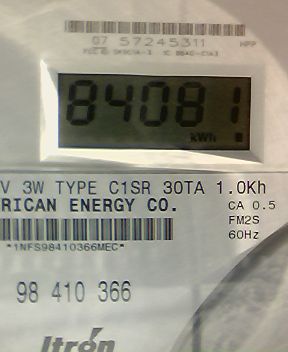 07 57245311 HPP
84081
kWh
V 3W TYPE C1SR 30TA 1.0Kh
RICAN ENERGY CO.
CA 0.5
FM2S
60Hz
*1NFS98410366MEC*
98 410 366
Itron